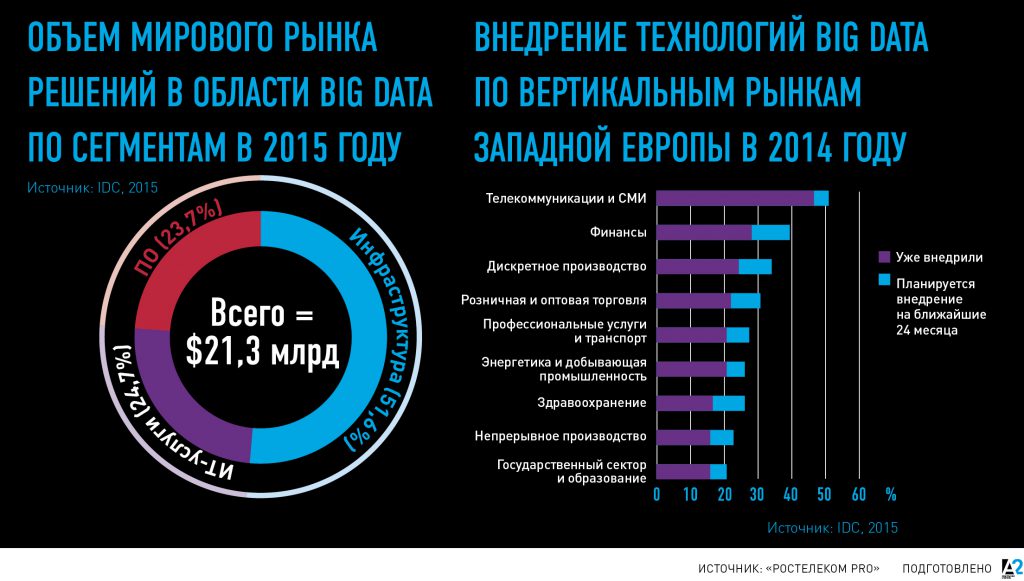 ОБЪЕМ МИРОВОГО РЫНКА
РЕШЕНИЙ В ОБЛАСТИ BIG DATA
ПО СЕГМЕНТАМ В 2015 ГОДУ
Источник: IDC, 2015
ПО (23,7%)
Инфраструктура (51,6%)
ИТ-услуги (24,7%)
Всего =
$21,3 млрд
ВНЕДРЕНИЕ ТЕХНОЛОГИЙ BIG DATA
ПО ВЕРТИКАЛЬНЫМ РЫНКАМ
ЗАПАДНОЙ ЕВРОПЫ В 2014 ГОДУ
Телекоммуникации и СМИ
Финансы
Дискретное производство
Розничная и оптовая торговля
Профессиональные услуги
и транспорт
Энергетика и добывающая
промышленность
Здравоохранение
Непрерывное производство
Государственный сектор
и образование
0 10 20 30 40 50 60 %
Уже внедрили
Планируется
внедрение
на ближайшие
24 месяца
Источник: IDC, 2015
ИСТОЧНИК: «РОСТЕЛЕКОМ PRO» ПОДГОТОВЛЕНО A2